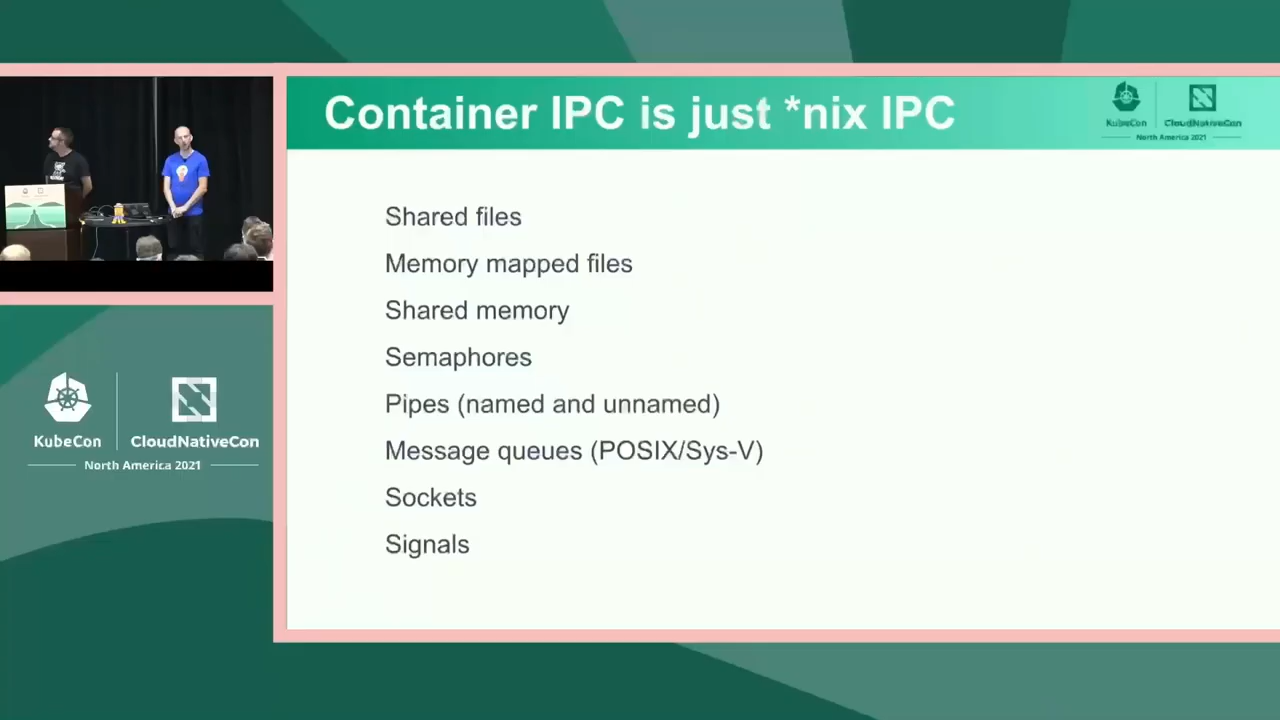 Container IPC is just *nix IPC
KubeCon
CloudNativeCon
North America 2021
Shared files
Memory mapped files
Shared memory
Semaphores
Pipes (named and unnamed)
Message queues (POSIX/Sys-V)
Sockets
Signals
KubeCon
CloudNativeCon
North America 2021